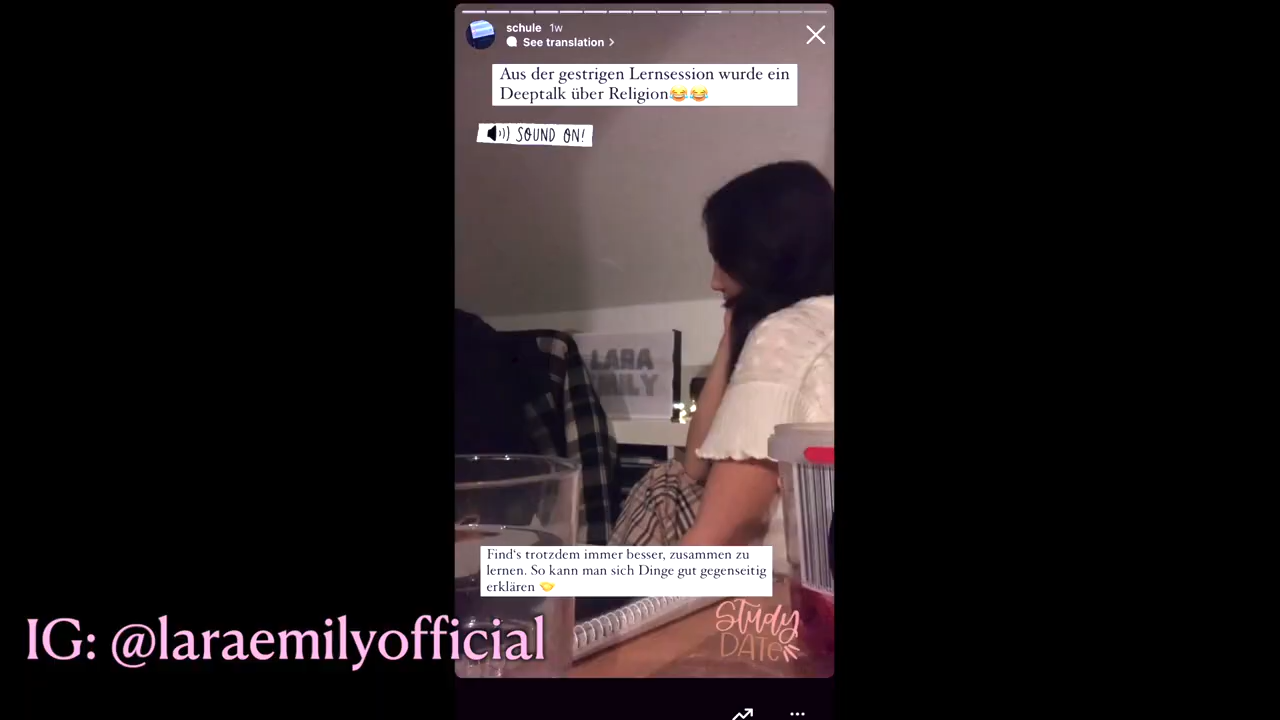 schule 1w
See translation >
Aus der gestrigen Lernsession wurde ein
Deeptalk über Religion😂😂
SOUND ON!
LARA
EMILY
Find's trotzdem immer besser, zusammen zu
lernen. So kann man sich Dinge gut gegenseitig
erklären 🤝
STUDY
DATE
IG: @laraemilyofficial